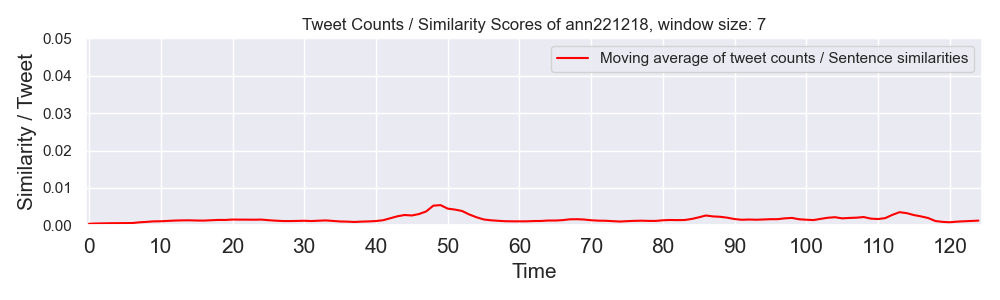 Tweet Counts / Similarity Scores of ann221218, window size: 7
Moving average of tweet counts / Sentence similarities
Similarity / Tweet
0.05
0.04
0.03
0.02
0.01
0.00
0 10 20 30 40 50 60 70 80 90 100 110 120
Time